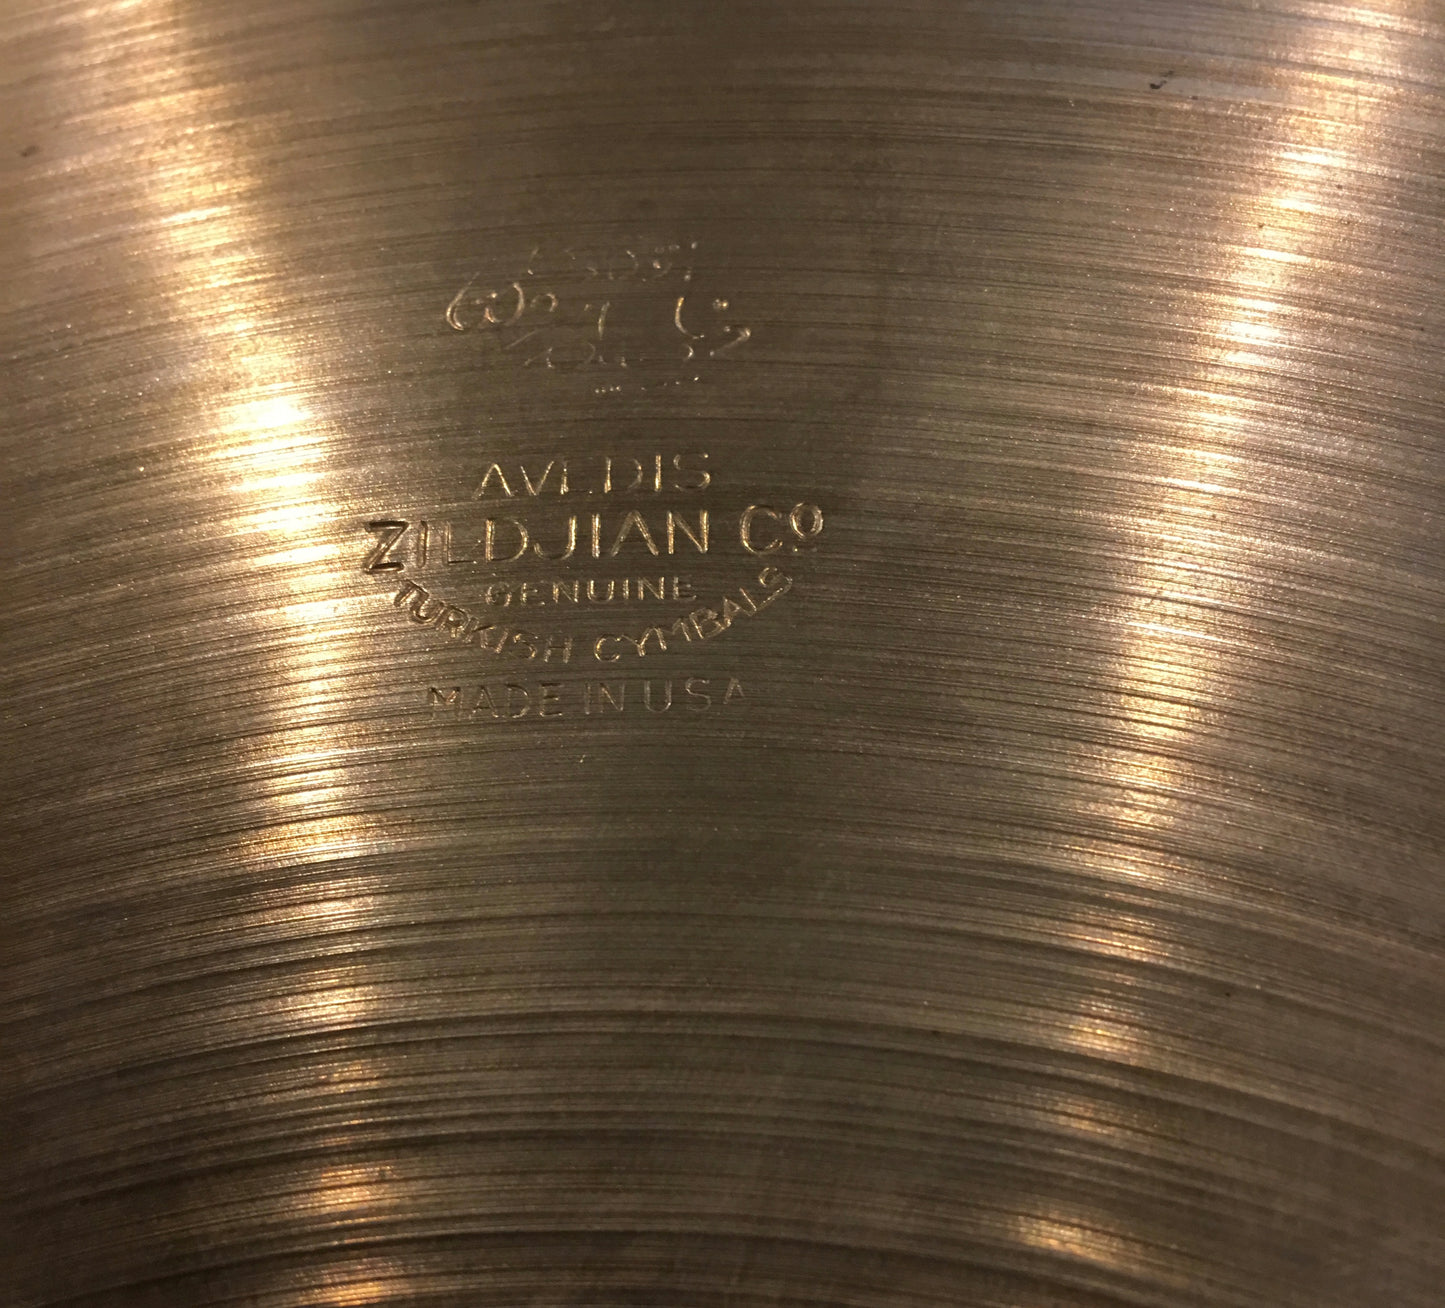 AVEDIS
ZILDJIAN Co
GENUINE
TURKISH CYMBALS
MADE IN USA